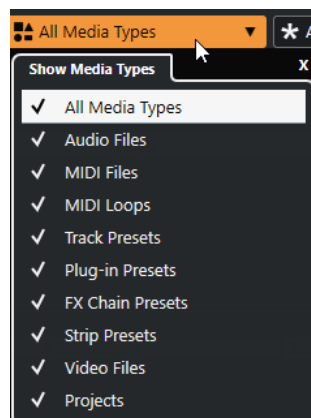 All Media Types
Show Media Types X
All Media Types
Audio Files
MIDI Files
MIDI Loops
Track Presets
Plug-in Presets
FX Chain Presets
Strip Presets
Video Files
Projects